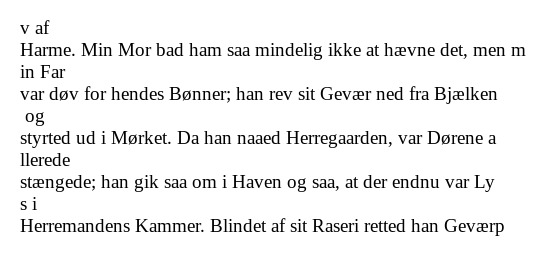 v af
Harme. Min Mor bad ham saa mindelig ikke at hævne det, men m
in Far
var døv for hendes Bønner; han rev sit Gevær ned fra Bjælken
og
styrted ud i Mørket. Da han naaed Herregaarden, var Dørene a
llerede
stængede; han gik saa om i Haven og saa, at der endnu var Ly
s i
Herremandens Kammer. Blindet af sit Raseri retted han Geværp